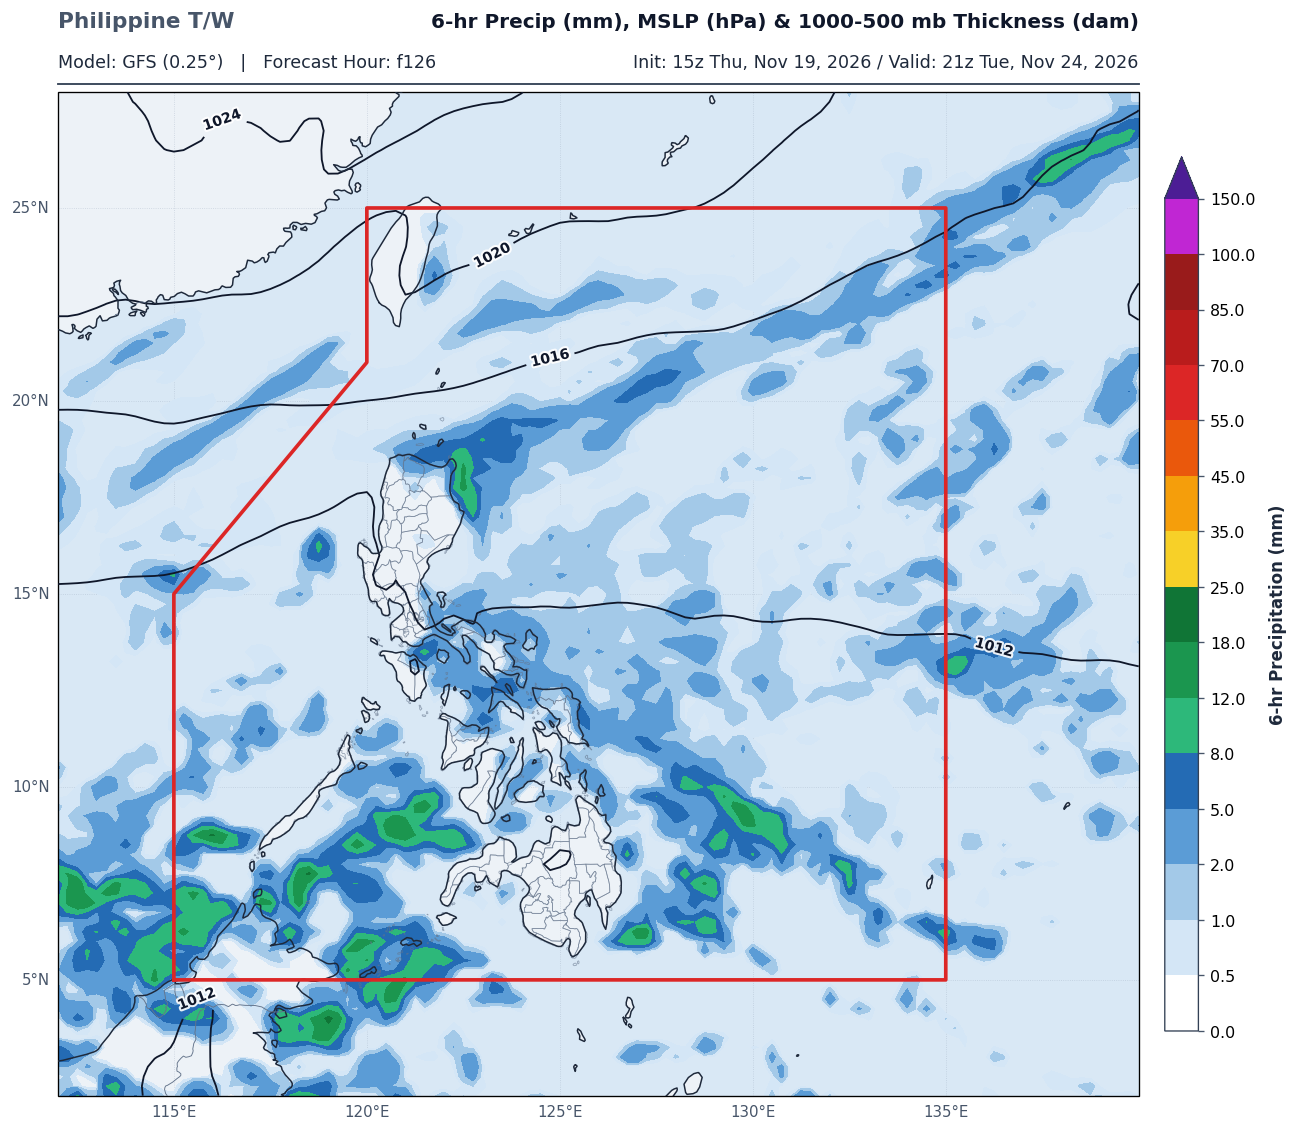 Philippine T/W
6-hr Precip (mm), MSLP (hPa) & 1000-500 mb Thickness (dam)
Model: GFS (0.25°) | Forecast Hour: f126
Init: 15z Thu, Nov 19, 2026 / Valid: 21z Tue, Nov 24, 2026
1024
1020
1016
1012
1012
25°N
20°N
15°N
10°N
5°N
115°E
120°E
125°E
130°E
135°E
150.0
100.0
85.0
70.0
55.0
45.0
35.0
25.0
18.0
12.0
8.0
5.0
2.0
1.0
0.5
0.0
6-hr Precipitation (mm)